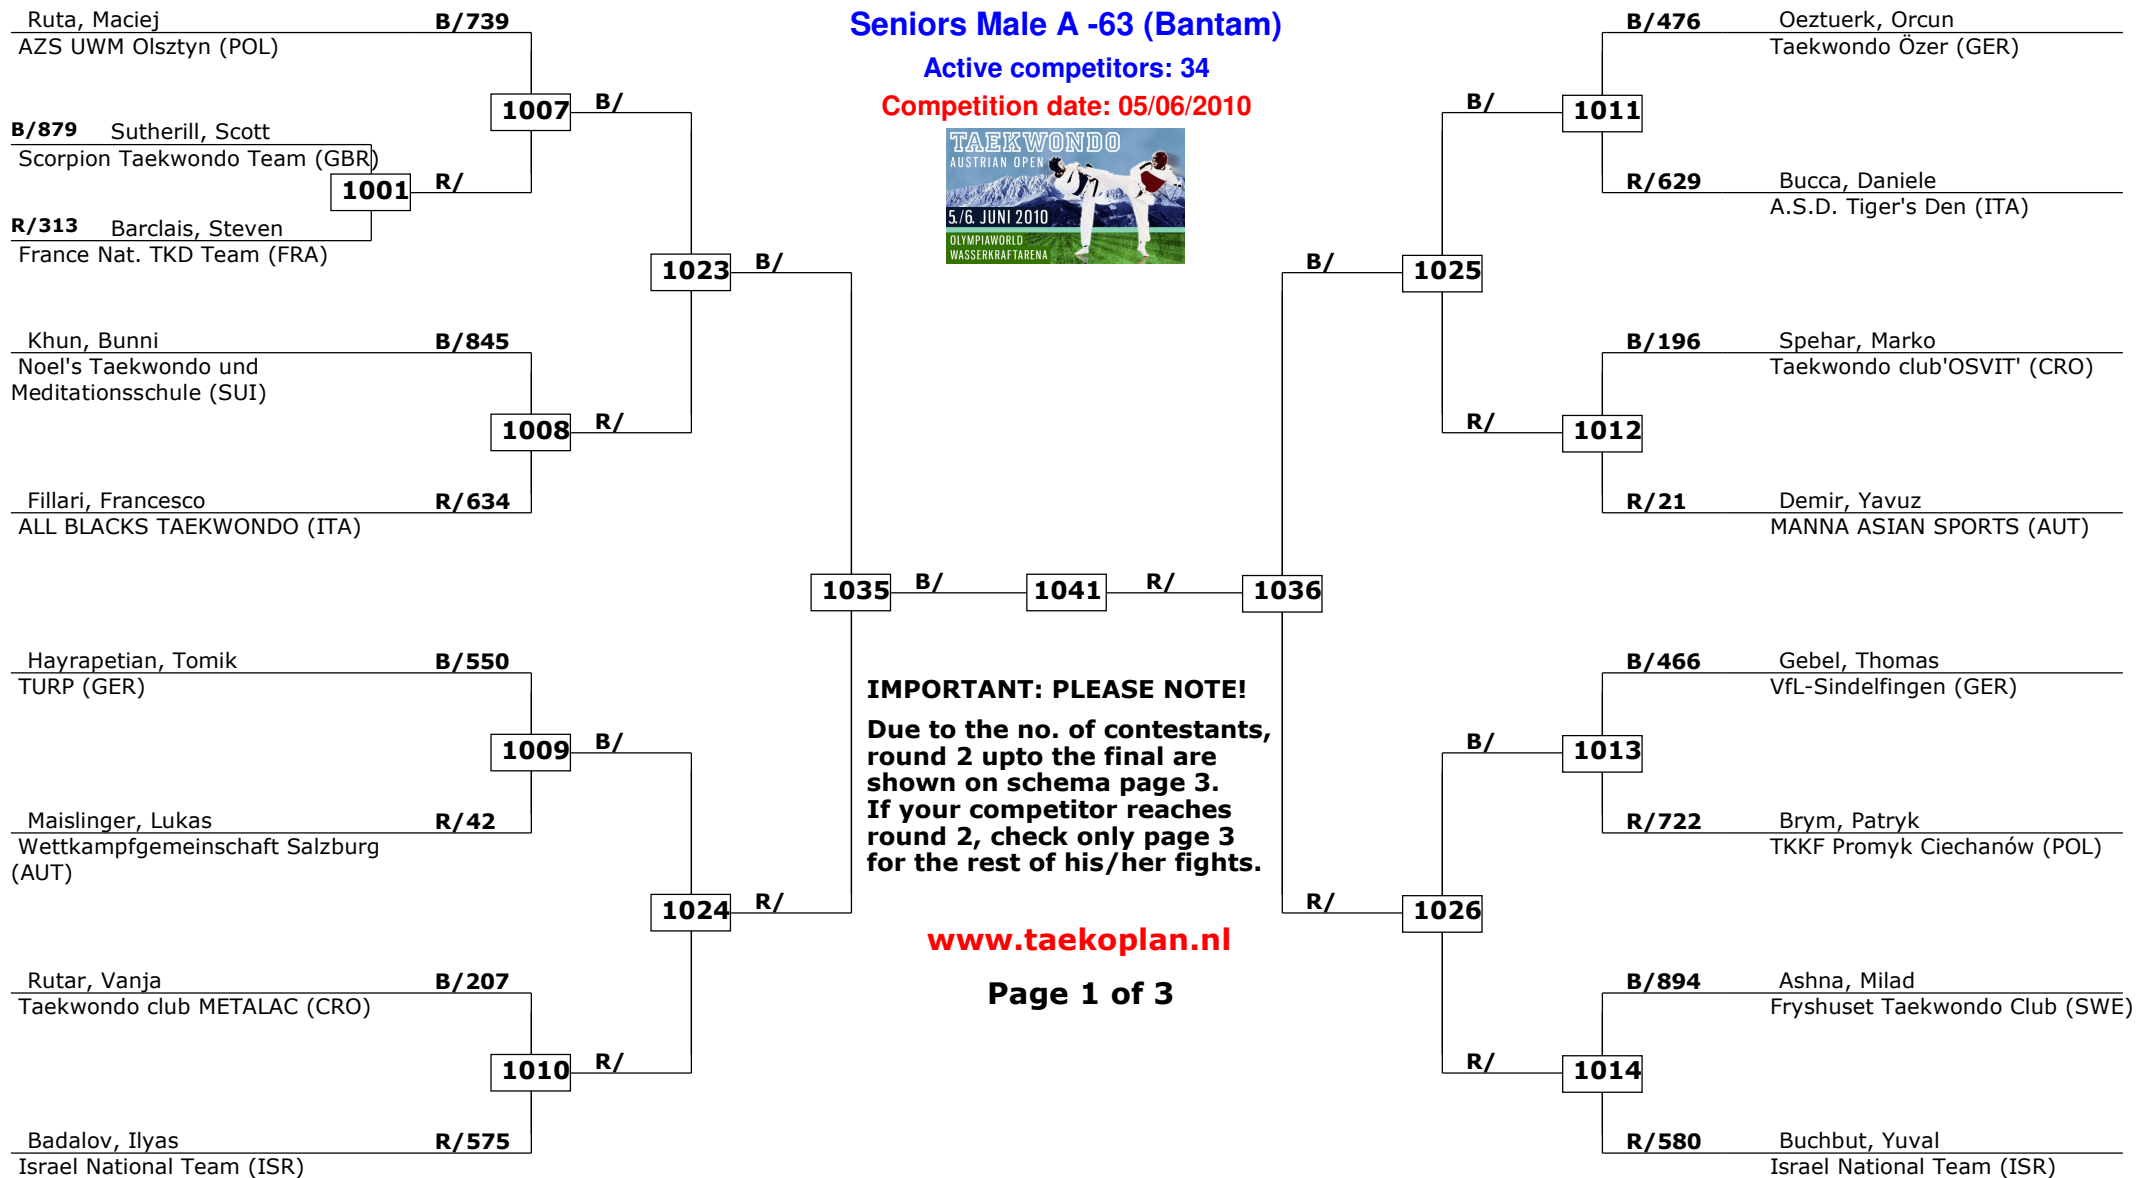 Seniors Male A -63 (Bantam)
Active competitors: 34
Competition date: 05/06/2010
TAEKWONDO
AUSTRIAN OPEN
5./6. JUNI 2010
OLYMPIAWORLD
WASSERKRAFTARENA
Ruta, Maciej B/739
AZS UWM Olsztyn (POL)
1007 B/
B/879 Sutherill, Scott
Scorpion Taekwondo Team (GBR)
1001 R/
R/313 Barclais, Steven
France Nat. TKD Team (FRA)
1023 B/
Khun, Bunni B/845
Noel's Taekwondo und
Meditationsschule (SUI)
1008 R/
Fillari, Francesco R/634
ALL BLACKS TAEKWONDO (ITA)
1035 B/ 1041 R/ 1036
Hayrapetian, Tomik B/550
TURP (GER)
1009 B/
Maislinger, Lukas R/42
Wettkampfgemeinschaft Salzburg
(AUT)
1024 R/
Rutar, Vanja B/207
Taekwondo club METALAC (CRO)
1010 R/
Badalov, Ilyas R/575
Israel National Team (ISR)
IMPORTANT: PLEASE NOTE!
Due to the no. of contestants,
round 2 upto the final are
shown on schema page 3.
If your competitor reaches
round 2, check only page 3
for the rest of his/her fights.
www.taekoplan.nl
Page 1 of 3
B/476 Oeztuerk, Orcun
Taekwondo Özer (GER)
B/ 1011
R/629 Bucca, Daniele
A.S.D. Tiger's Den (ITA)
B/ 1025
B/196 Spehar, Marko
Taekwondo club'OSVIT' (CRO)
R/ 1012
R/21 Demir, Yavuz
MANNA ASIAN SPORTS (AUT)
B/466 Gebel, Thomas
VfL-Sindelfingen (GER)
B/ 1013
R/722 Brym, Patryk
TKKF Promyk Ciechanów (POL)
R/ 1026
B/894 Ashna, Milad
Fryshuset Taekwondo Club (SWE)
R/ 1014
R/580 Buchbut, Yuval
Israel National Team (ISR)